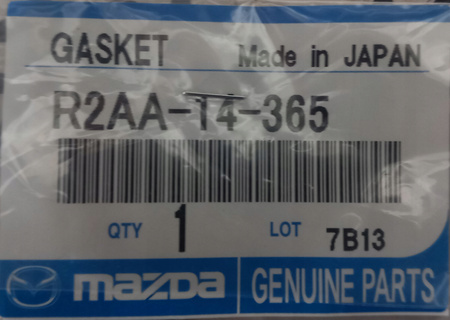 GASKET Made in JAPAN
R2AA-14-365
QTY 1 LOT 7B13
mazda GENUINE PARTS